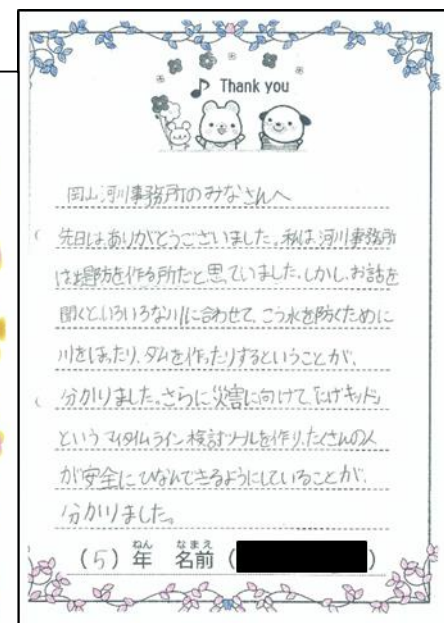 Thank you
岡山河川事務所のみなさんへ
先日はありがとうございました。私は、河川事務所
は堤防を作る所だと思ていました。しかし、お話を
聞くといろいろな川に合わせて、こう水を防ぐために
川をほったり、ダムを作ったりするということが、
分かりました。さらに災害に向けて「にげキッド」
というマイタイムライン検討ツールを作り、たくさんの人
が安全にひなんできるようにしていることが、
分かりました。
(5)年 名前( )
ねん なまえ